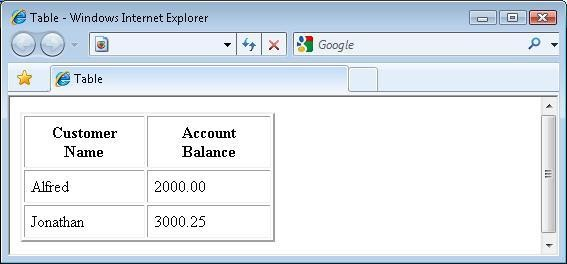 Table - Windows Internet Explorer
Google
Table
Customer Account
Name Balance
Alfred 2000.00
Jonathan 3000.25